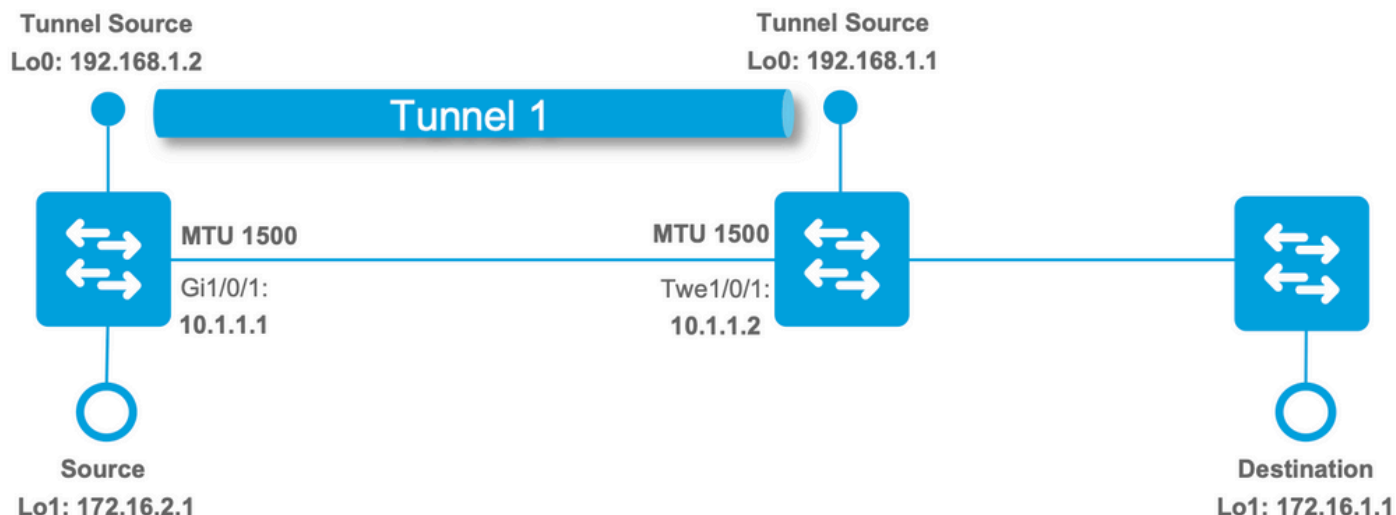 Tunnel Source
Lo0: 192.168.1.2
Tunnel Source
Lo0: 192.168.1.1
Tunnel 1
MTU 1500
Gi1/0/1:
10.1.1.1
MTU 1500
Twe1/0/1:
10.1.1.2
Source
Lo1: 172.16.2.1
Destination
Lo1: 172.16.1.1